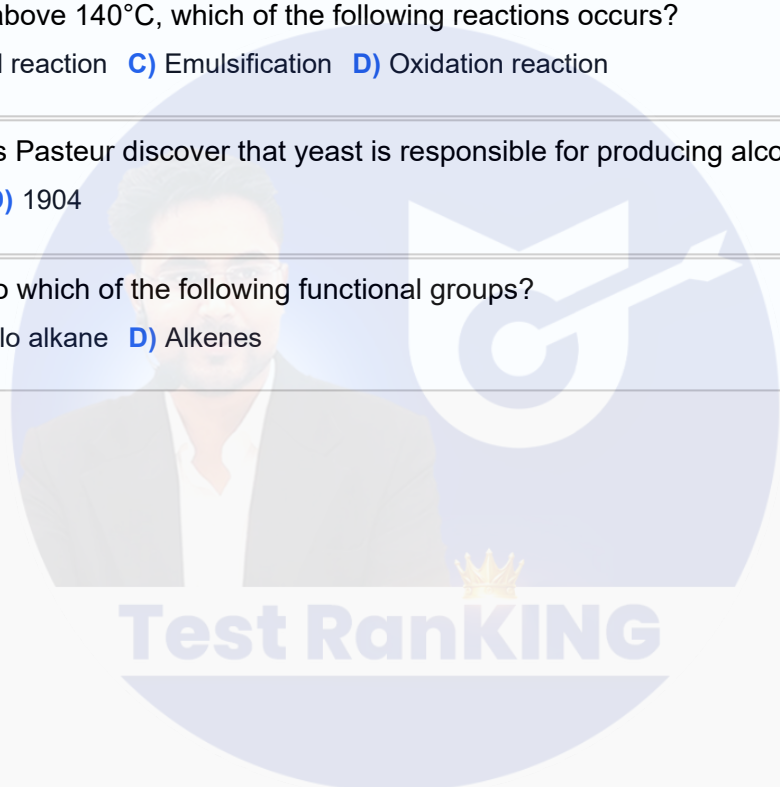 above 140°C, which of the following reactions occurs?
l reaction C) Emulsification D) Oxidation reaction
s Pasteur discover that yeast is responsible for producing alco
) 1904
o which of the following functional groups?
lo alkane D) Alkenes
Test RanKING